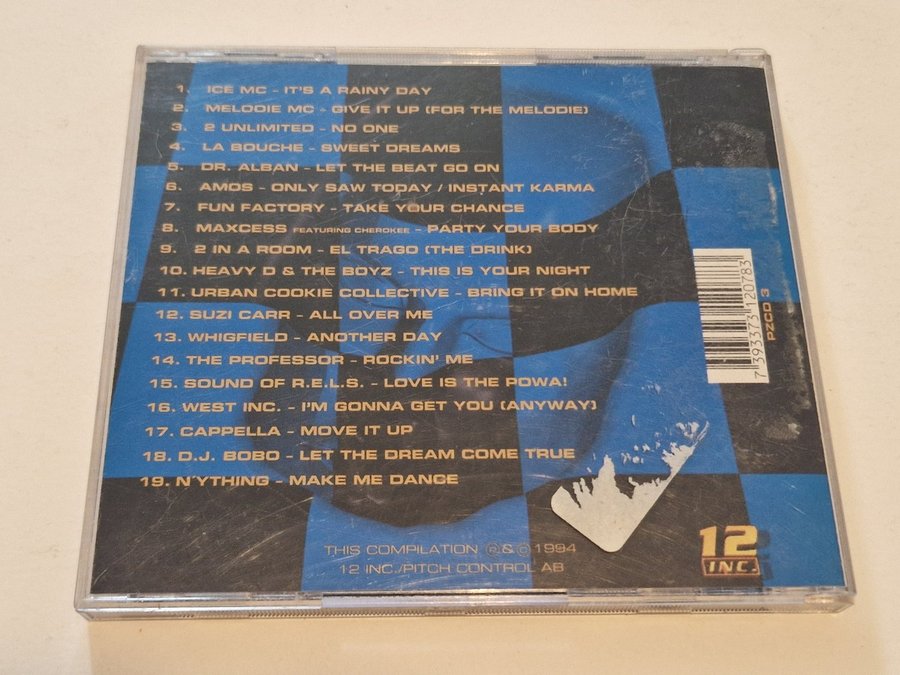 1. ICE MC - IT'S A RAINY DAY
2. MELODIE MC - GIVE IT UP (FOR THE MELODIE)
3. 2 UNLIMITED - NO ONE
4. LA BOUCHE - SWEET DREAMS
5. DR. ALBAN - LET THE BEAT GO ON
6. AMOS - ONLY SAW TODAY / INSTANT KARMA
7. FUN FACTORY - TAKE YOUR CHANCE
8. MAXCESS FEATURING CHEROKEE - PARTY YOUR BODY
9. 2 IN A ROOM - EL TRAGO (THE DRINK)
10. HEAVY D & THE BOYZ - THIS IS YOUR NIGHT
11. URBAN COOKIE COLLECTIVE - BRING IT ON HOME
12. SUZI CARR - ALL OVER ME
13. WHIGFIELD - ANOTHER DAY
14. THE PROFESSOR - ROCKIN' ME
15. SOUND OF R.E.L.S. - LOVE IS THE POWA!
16. WEST INC. - I'M GONNA GET YOU (ANYWAY)
17. CAPPELLA - MOVE IT UP
18. D.J. BOBO - LET THE DREAM COME TRUE
19. N'YTHING - MAKE ME DANCE
7 393373 120783
PZCD 3
THIS COMPILATION ℗ & © 1994
12 INC./PITCH CONTROL AB
12
INC.